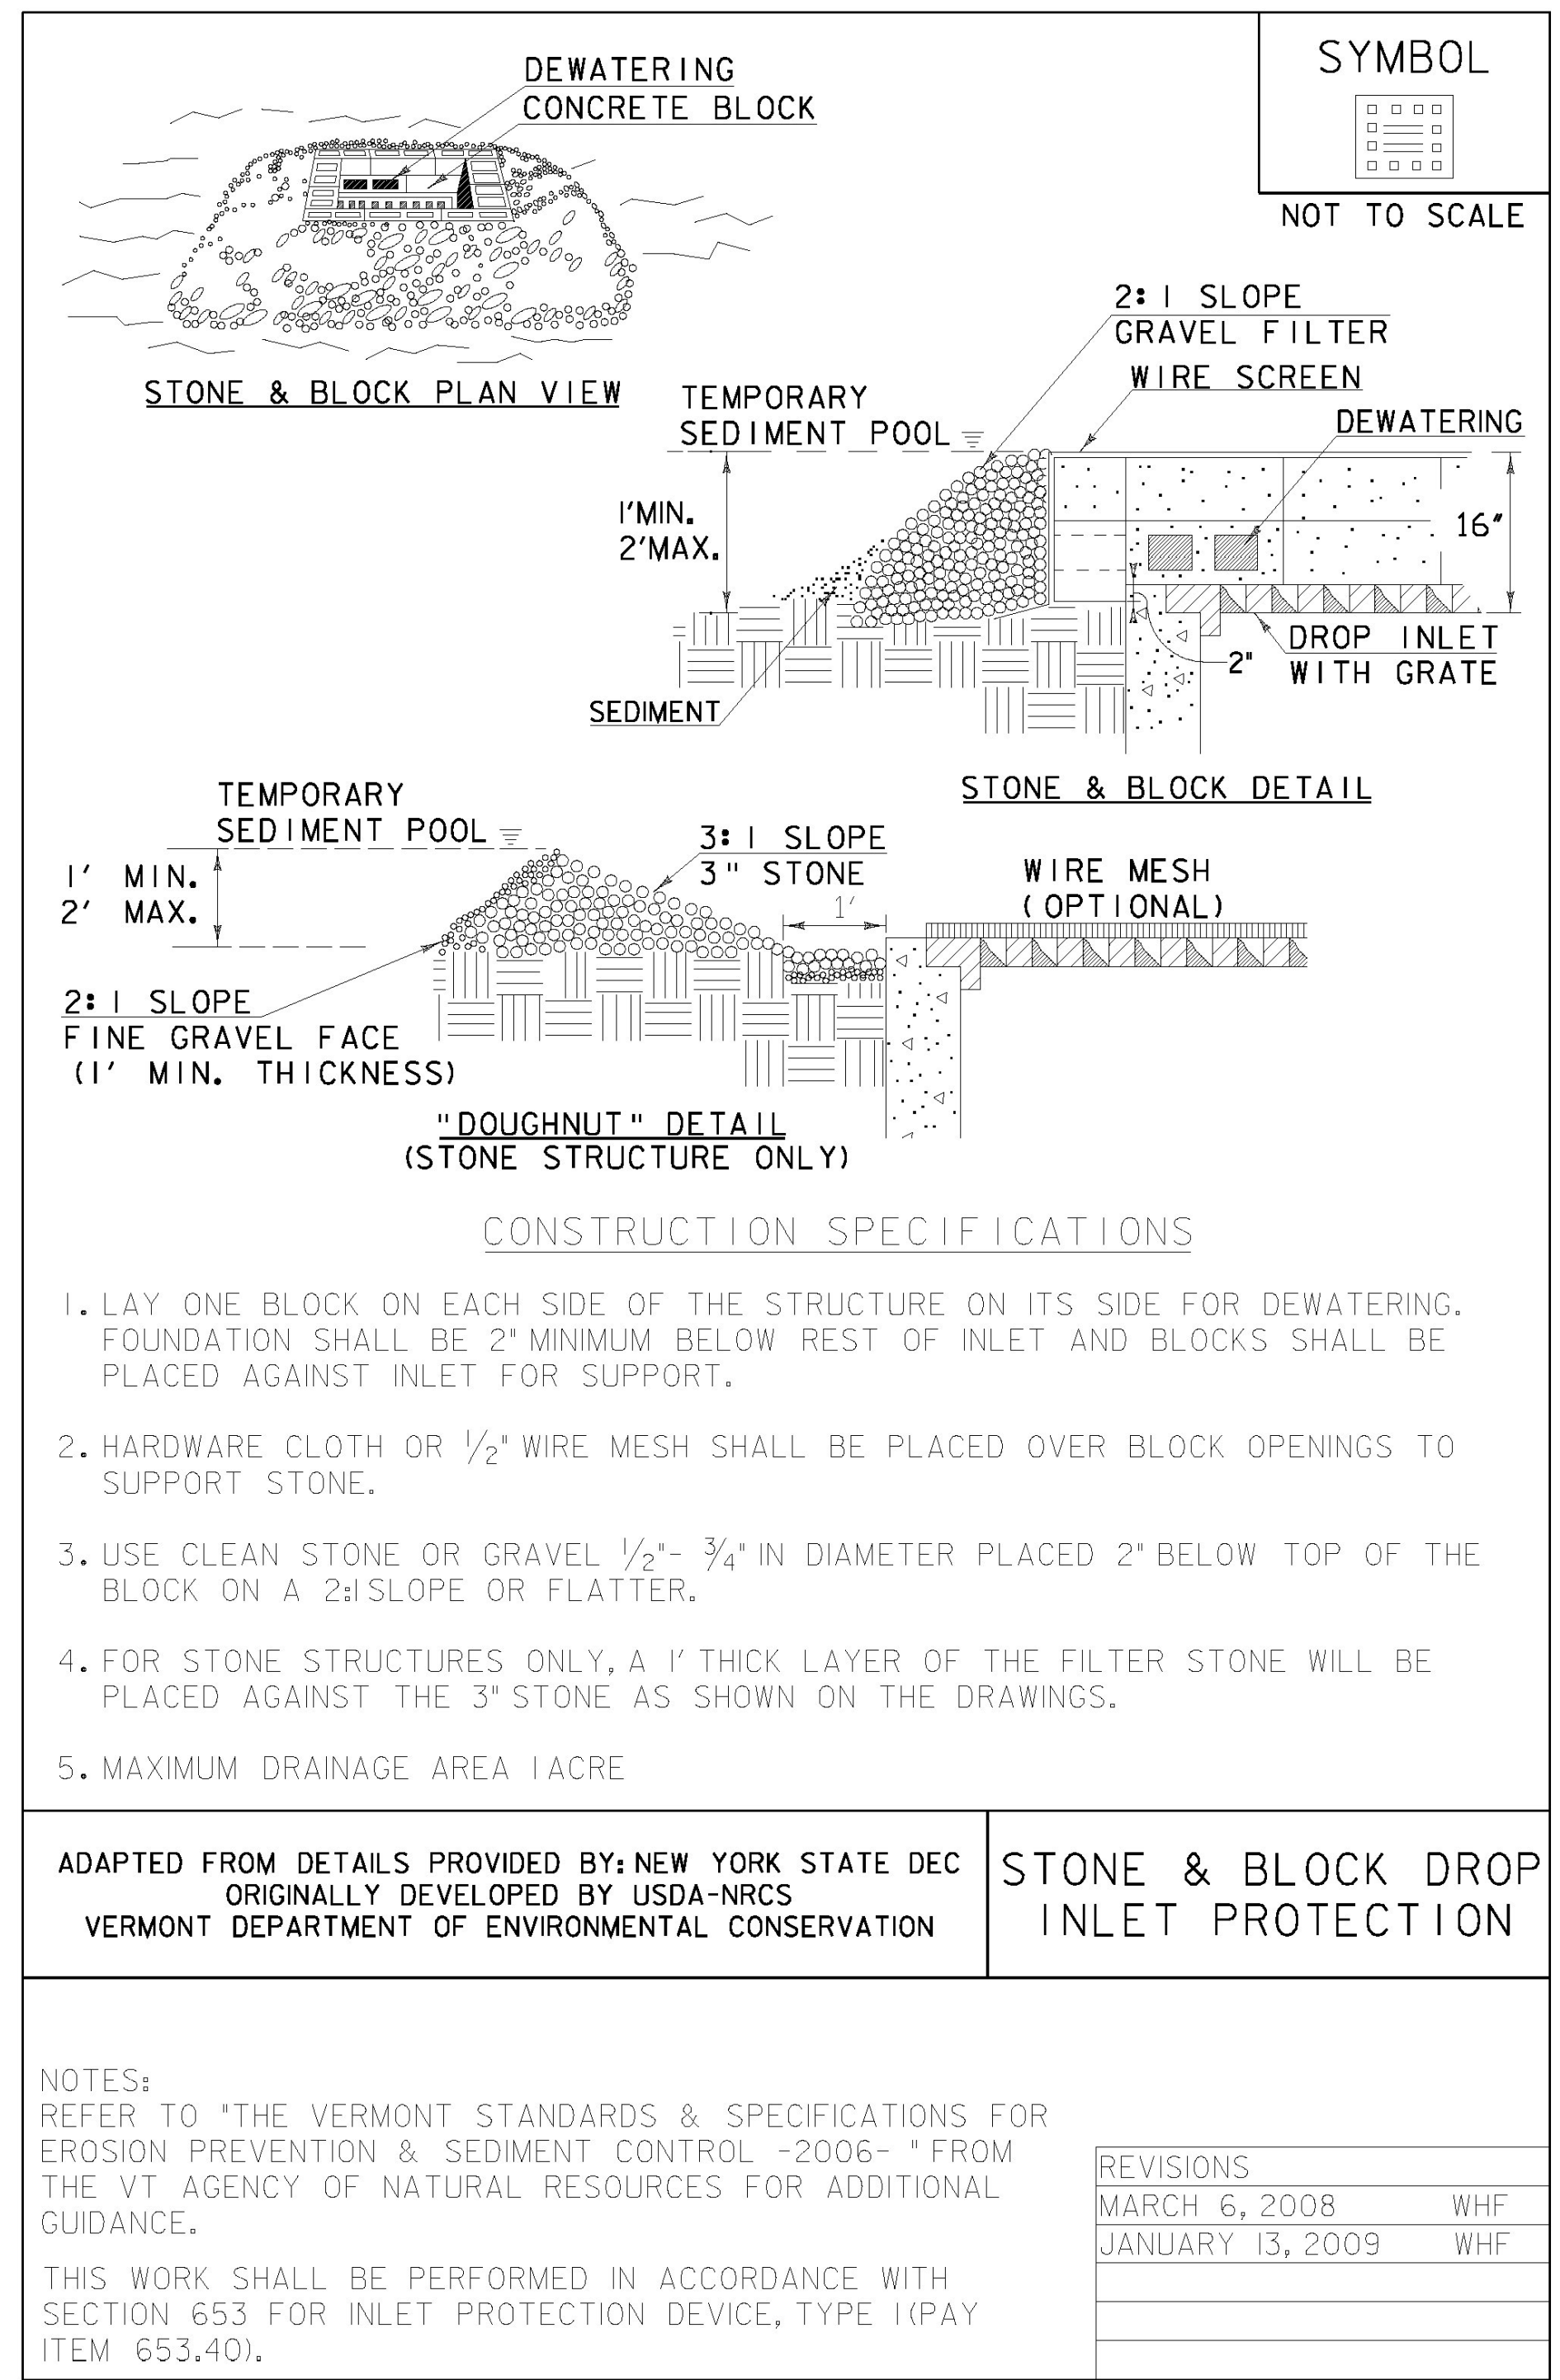 DEWATERING
CONCRETE BLOCK
SYMBOL
NOT TO SCALE
STONE & BLOCK PLAN VIEW
2:1 SLOPE
GRAVEL FILTER
WIRE SCREEN
DEWATERING
TEMPORARY
SEDIMENT POOL
1' MIN.
2' MAX.
16"
DROP INLET
WITH GRATE
2"
SEDIMENT
STONE & BLOCK DETAIL
TEMPORARY
SEDIMENT POOL
1' MIN.
2' MAX.
3:1 SLOPE
3" STONE
1'
WIRE MESH
(OPTIONAL)
2:1 SLOPE
FINE GRAVEL FACE
(1' MIN. THICKNESS)
"DOUGHNUT" DETAIL
(STONE STRUCTURE ONLY)
CONSTRUCTION SPECIFICATIONS
1. LAY ONE BLOCK ON EACH SIDE OF THE STRUCTURE ON ITS SIDE FOR DEWATERING.
FOUNDATION SHALL BE 2" MINIMUM BELOW REST OF INLET AND BLOCKS SHALL BE
PLACED AGAINST INLET FOR SUPPORT.
2. HARDWARE CLOTH OR 1/2" WIRE MESH SHALL BE PLACED OVER BLOCK OPENINGS TO
SUPPORT STONE.
3. USE CLEAN STONE OR GRAVEL 1/2"- 3/4" IN DIAMETER PLACED 2" BELOW TOP OF THE
BLOCK ON A 2:1 SLOPE OR FLATTER.
4. FOR STONE STRUCTURES ONLY, A 1' THICK LAYER OF THE FILTER STONE WILL BE
PLACED AGAINST THE 3" STONE AS SHOWN ON THE DRAWINGS.
5. MAXIMUM DRAINAGE AREA 1 ACRE
ADAPTED FROM DETAILS PROVIDED BY: NEW YORK STATE DEC
ORIGINALLY DEVELOPED BY USDA-NRCS
VERMONT DEPARTMENT OF ENVIRONMENTAL CONSERVATION
STONE & BLOCK DROP
INLET PROTECTION
NOTES:
REFER TO "THE VERMONT STANDARDS & SPECIFICATIONS FOR
EROSION PREVENTION & SEDIMENT CONTROL -2006- " FROM
THE VT AGENCY OF NATURAL RESOURCES FOR ADDITIONAL
GUIDANCE.
THIS WORK SHALL BE PERFORMED IN ACCORDANCE WITH
SECTION 653 FOR INLET PROTECTION DEVICE, TYPE I (PAY
ITEM 653.40).
REVISIONS
MARCH 6, 2008 WHF
JANUARY 13, 2009 WHF